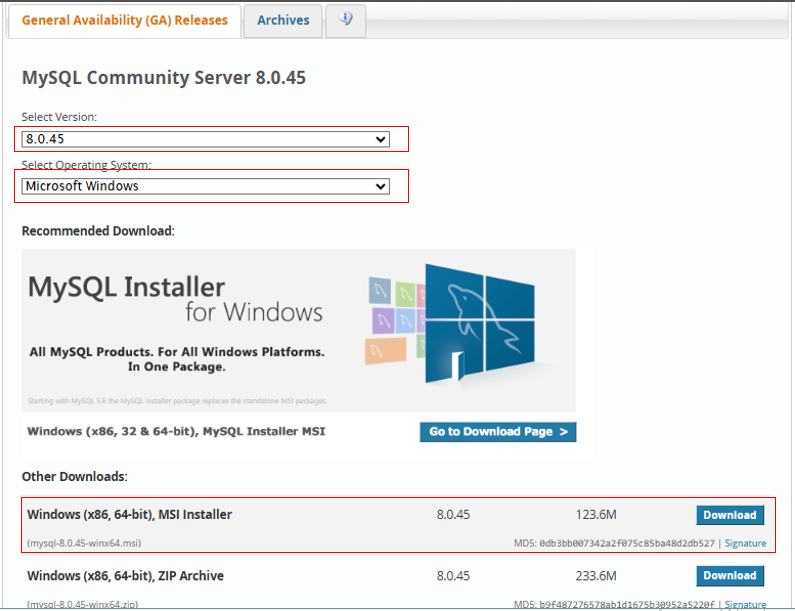 General Availability (GA) Releases
Archives
MySQL Community Server 8.0.45
Select Version:
8.0.45
Select Operating System:
Microsoft Windows
Recommended Download:
MySQL Installer
for Windows
All MySQL Products. For All Windows Platforms.
In One Package.
Starting with MySQL 5.6 the MySQL Installer package replaces the standalone MSI packages.
Windows (x86, 32 & 64-bit), MySQL Installer MSI
Go to Download Page >
Other Downloads:
Windows (x86, 64-bit), MSI Installer 8.0.45 123.6M Download
(mysql-8.0.45-winx64.msi) MD5: 0db3bb007342a2f075c85ba48d2db527 | Signature
Windows (x86, 64-bit), ZIP Archive 8.0.45 233.6M Download
(mysql-8.0.45-winx64.zip) MD5: b9f487276578ab1d1675b30952a5220f | Signature